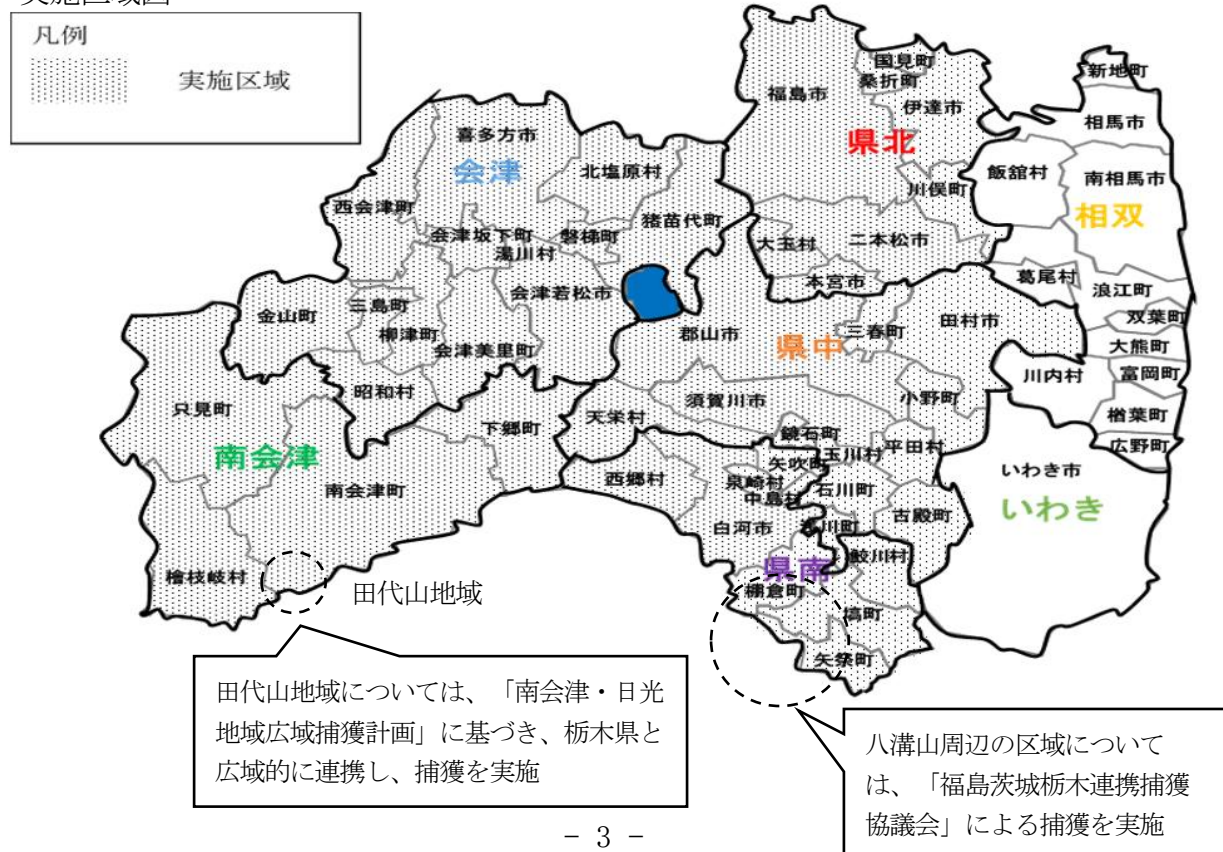 凡例
実施区域
国見町
桑折町
福島市
伊達市
県北
川俣町
大玉村
二本松市
本宮市
新地町
相馬市
飯舘村
南相馬市
相双
葛尾村
浪江町
双葉町
大熊町
川内村
富岡町
楢葉町
広野町
喜多方市
会津
北塩原村
西会津町
猪苗代町
会津坂下町
磐梯町
湯川村
会津若松市
三島町
金山町
柳津町
会津美里町
昭和村
郡山市
県中
三春町
田村市
須賀川市
小野町
天栄村
鏡石町
玉川村
平田村
石川町
古殿町
浅川町
只見町
下郷町
南会津
南会津町
檜枝岐村
西郷村
矢吹町
泉崎村
中島村
白河市
鮫川村
県南
棚倉町
塙町
矢祭町
いわき市
いわき
田代山地域
田代山地域については、「南会津・日光
地域広域捕獲計画」に基づき、栃木県と
広域的に連携し、捕獲を実施
八溝山周辺の区域について
は、「福島茨城栃木連携捕獲
協議会」による捕獲を実施
- 3 -